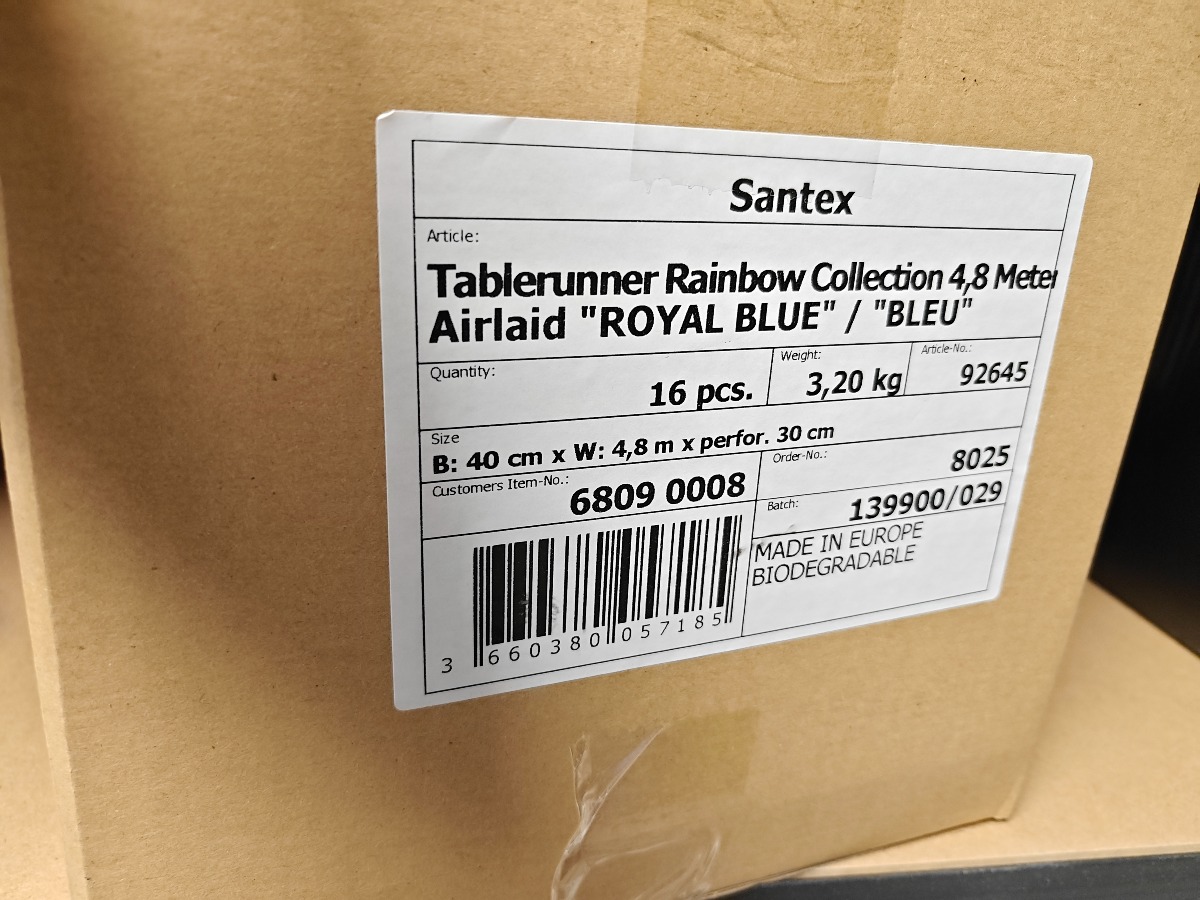 Santex
Article:
Tablerunner Rainbow Collection 4,8 Meter
Airlaid "ROYAL BLUE" / "BLEU"
Quantity:
16 pcs.
Weight:
3,20 kg
Article-No.:
92645
Size
B: 40 cm x W: 4,8 m x perfor. 30 cm
Customers Item-No.:
6809 0008
Order-No.:
8025
Batch:
139900/029
MADE IN EUROPE
BIODEGRADABLE
3 660380 057185